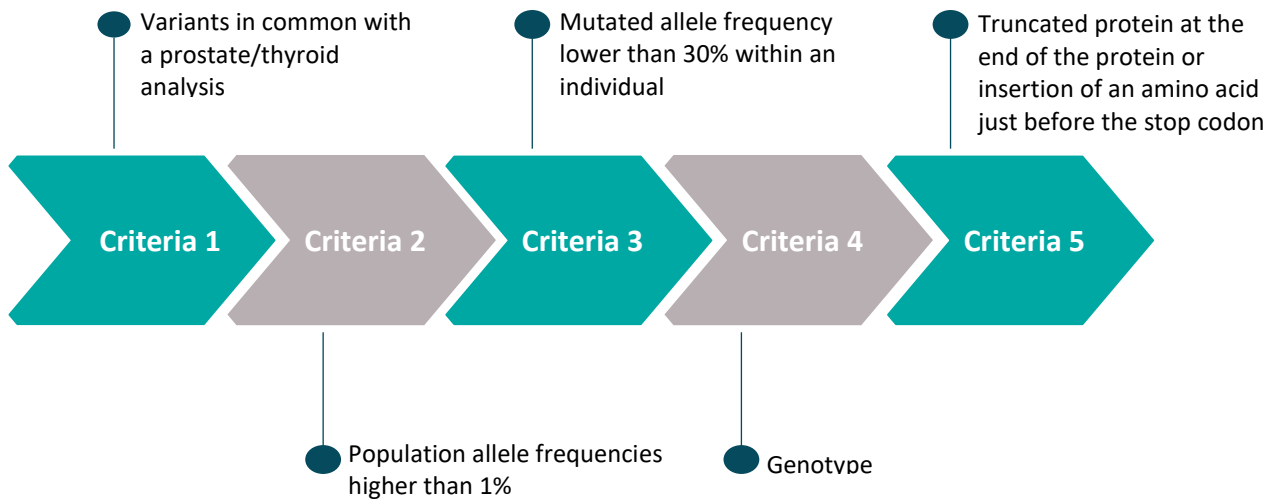 Variants in common with
a prostate/thyroid
analysis
Mutated allele frequency
lower than 30% within an
individual
Truncated protein at the
end of the protein or
insertion of an amino acid
just before the stop codon
Criteria 1
Criteria 2
Criteria 3
Criteria 4
Criteria 5
Population allele frequencies
higher than 1%
Genotype